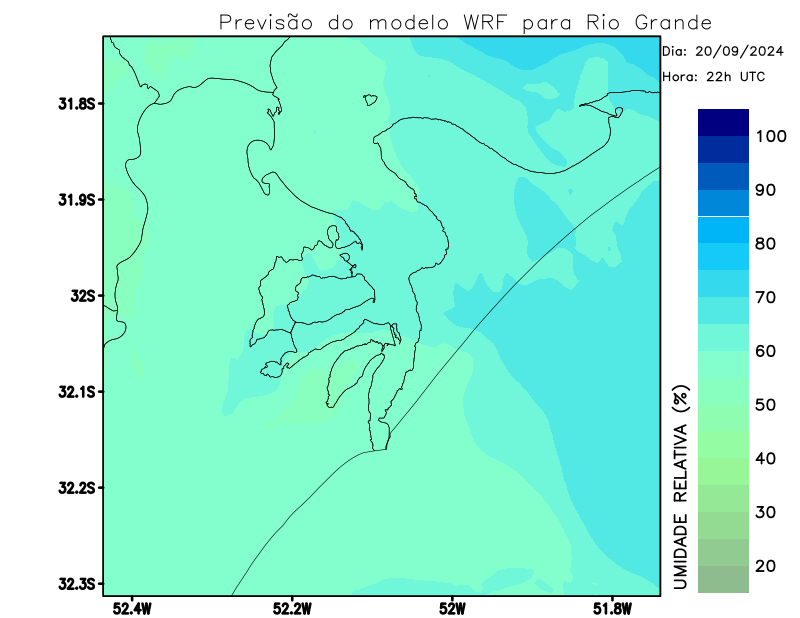 Previsão do modelo WRF para Rio Grande
Dia: 20/09/2024
Hora: 22h UTC
31.8S
31.9S
32S
32.1S
32.2S
32.3S
52.4W
52.2W
52W
51.8W
UMIDADE RELATIVA (%)
100
90
80
70
60
50
40
30
20